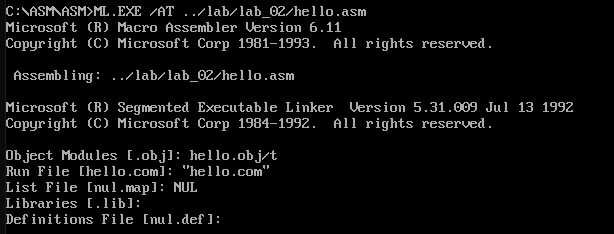 C:\ASM\ASM>ML.EXE /AT ../lab/lab_02/hello.asm
Microsoft (R) Macro Assembler Version 6.11
Copyright (C) Microsoft Corp 1981-1993.  All rights reserved.

 Assembling: ../lab/lab_02/hello.asm

Microsoft (R) Segmented Executable Linker  Version 5.31.009 Jul 13 1992
Copyright (C) Microsoft Corp 1984-1992.  All rights reserved.

Object Modules [.obj]: hello.obj/t
Run File [hello.com]: "hello.com"
List File [nul.map]: NUL
Libraries [.lib]:
Definitions File [nul.def]: